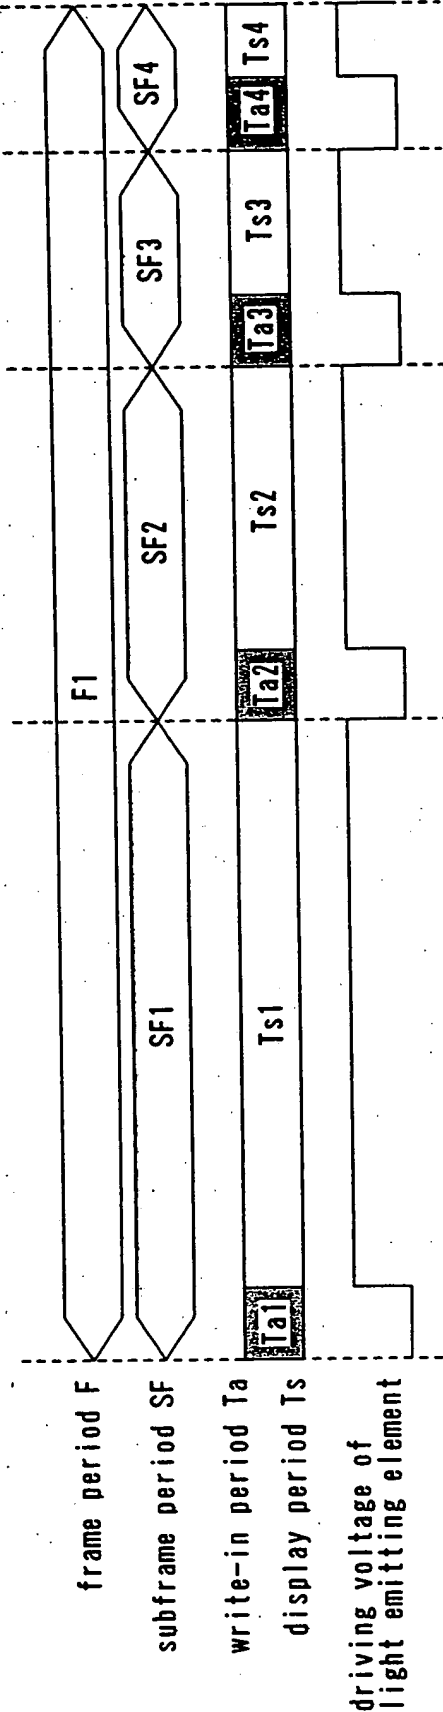 frame period F
F1
subframe period SF
SF1
SF2
SF3
SF4
write-in period Ta
display period Ts
Ta1
Ts1
Ta2
Ts2
Ta3
Ts3
Ta4
Ts4
driving voltage of
light emitting element